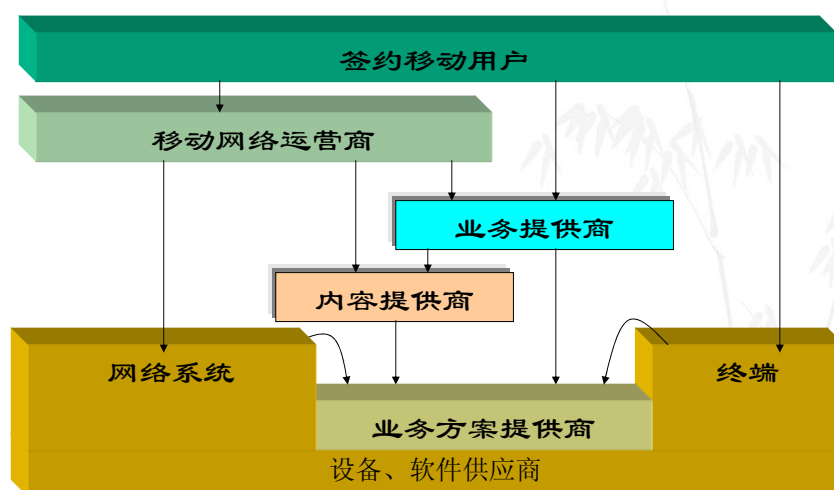 签约移动用户
移动网络运营商
业务提供商
内容提供商
网络系统
终端
业务方案提供商
设备、软件供应商